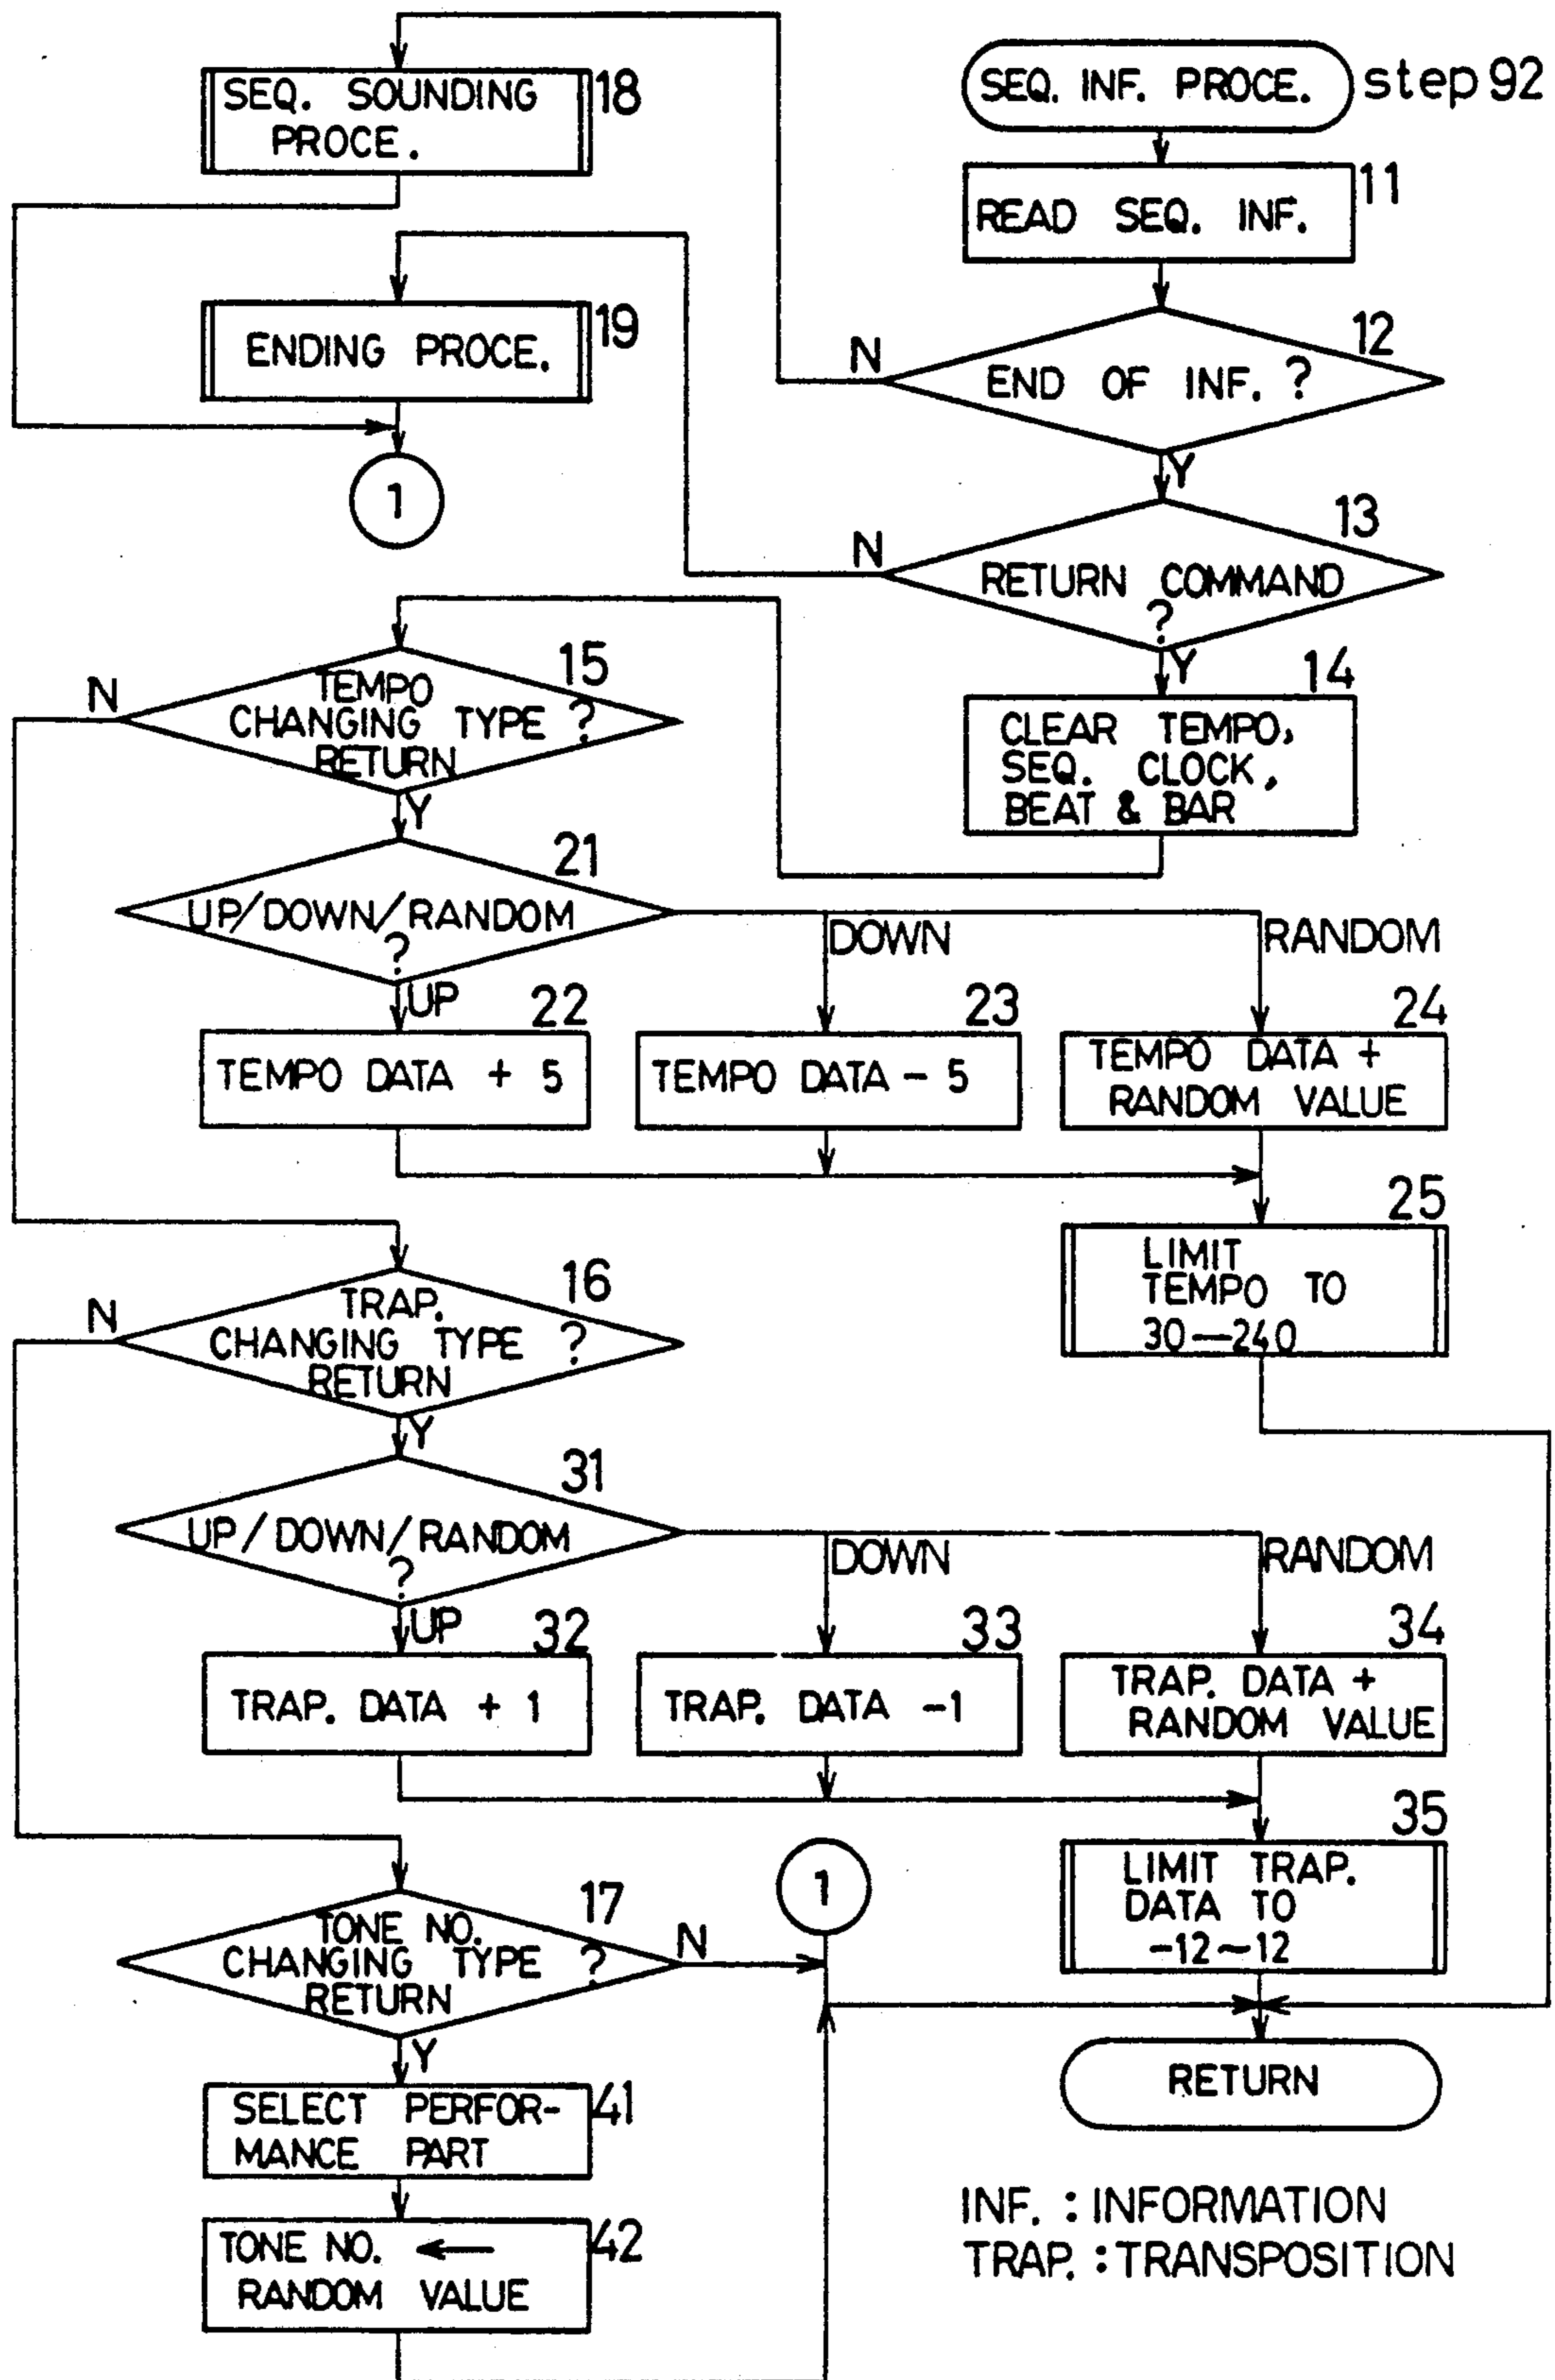 SEQ. INF. PROCE.
step 92
READ SEQ. INF.
11
END OF INF. ?
12
N
Y
SEQ. SOUNDING
PROCE.
18
RETURN COMMAND
?
13
N
Y
ENDING PROCE.
19
1
CLEAR TEMPO,
SEQ. CLOCK,
BEAT & BAR
14
TEMPO
CHANGING TYPE ?
RETURN
15
N
Y
UP/DOWN/RANDOM
?
21
UP
DOWN
RANDOM
TEMPO DATA + 5
22
TEMPO DATA - 5
23
TEMPO DATA +
RANDOM VALUE
24
LIMIT
TEMPO TO
30—240
25
TRAP.
CHANGING TYPE ?
RETURN
16
N
Y
UP/DOWN/RANDOM
?
31
UP
DOWN
RANDOM
TRAP. DATA + 1
32
TRAP. DATA -1
33
TRAP. DATA +
RANDOM VALUE
34
LIMIT TRAP.
DATA TO
-12~12
35
TONE NO.
CHANGING TYPE ?
RETURN
17
N
Y
1
SELECT PERFOR-
MANCE PART
41
TONE NO. ←
RANDOM VALUE
42
RETURN
INF. : INFORMATION
TRAP. : TRANSPOSITION